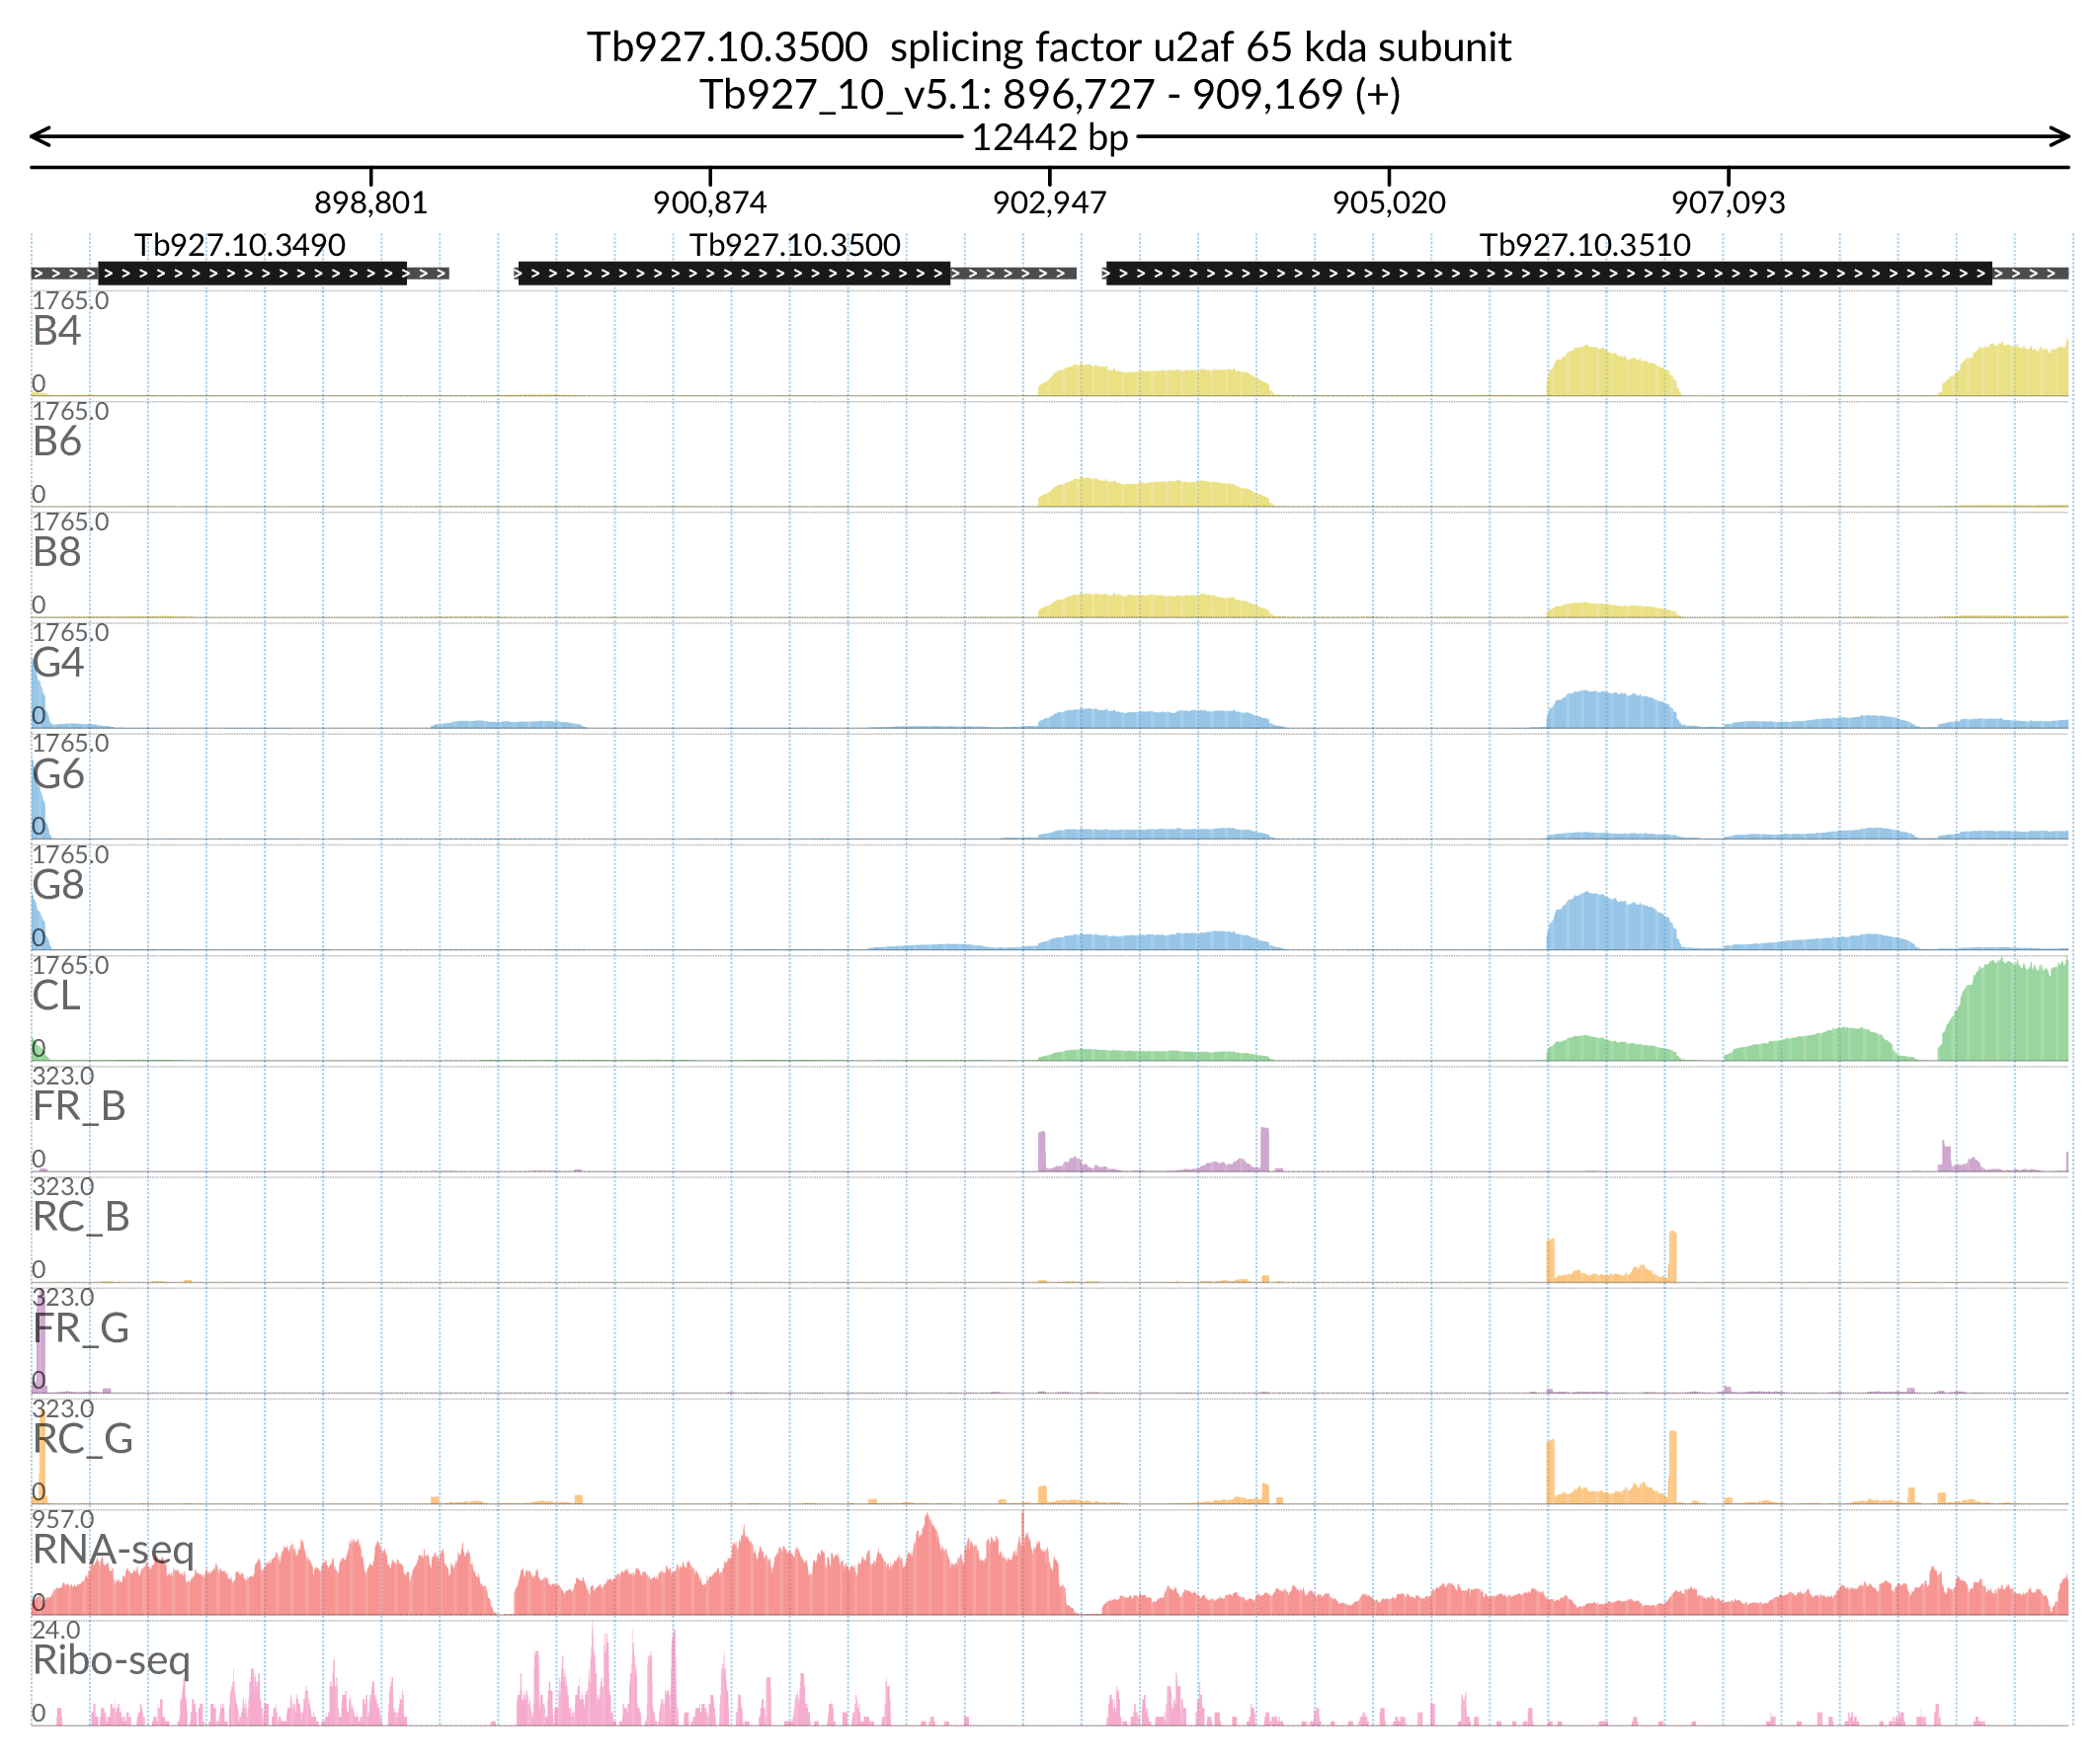 Tb927.10.3500  splicing factor u2af 65 kda subunit
Tb927_10_v5.1: 896,727 - 909,169 (+)
12442 bp
898,801 900,874 902,947 905,020 907,093
Tb927.10.3490 Tb927.10.3500 Tb927.10.3510
1765.0
B4
0
1765.0
B6
0
1765.0
B8
0
1765.0
G4
0
1765.0
G6
0
1765.0
G8
0
1765.0
CL
0
323.0
FR_B
0
323.0
RC_B
0
323.0
FR_G
0
323.0
RC_G
0
957.0
RNA-seq
0
24.0
Ribo-seq
0